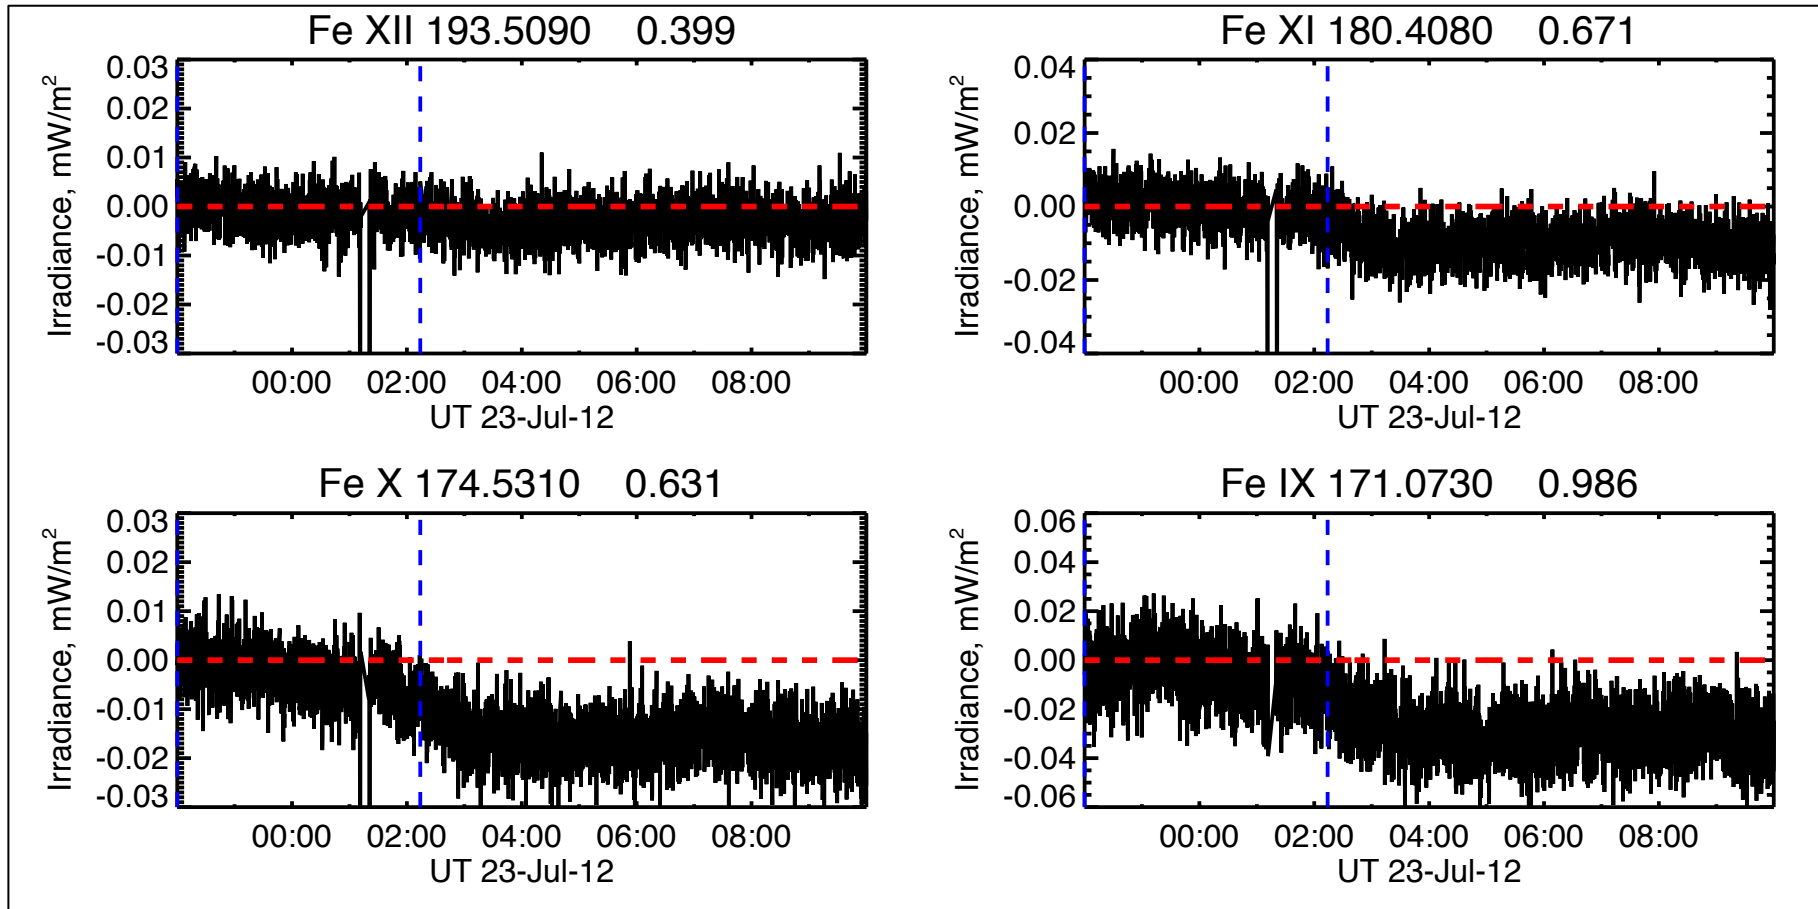 Fe XII 193.5090 0.399
Irradiance, mW/m²
0.03
0.02
0.01
0.00
-0.01
-0.02
-0.03
00:00 02:00 04:00 06:00 08:00
UT 23-Jul-12
Fe XI 180.4080 0.671
Irradiance, mW/m²
0.04
0.02
0.00
-0.02
-0.04
00:00 02:00 04:00 06:00 08:00
UT 23-Jul-12
Fe X 174.5310 0.631
Irradiance, mW/m²
0.03
0.02
0.01
0.00
-0.01
-0.02
-0.03
00:00 02:00 04:00 06:00 08:00
UT 23-Jul-12
Fe IX 171.0730 0.986
Irradiance, mW/m²
0.06
0.04
0.02
0.00
-0.02
-0.04
-0.06
00:00 02:00 04:00 06:00 08:00
UT 23-Jul-12